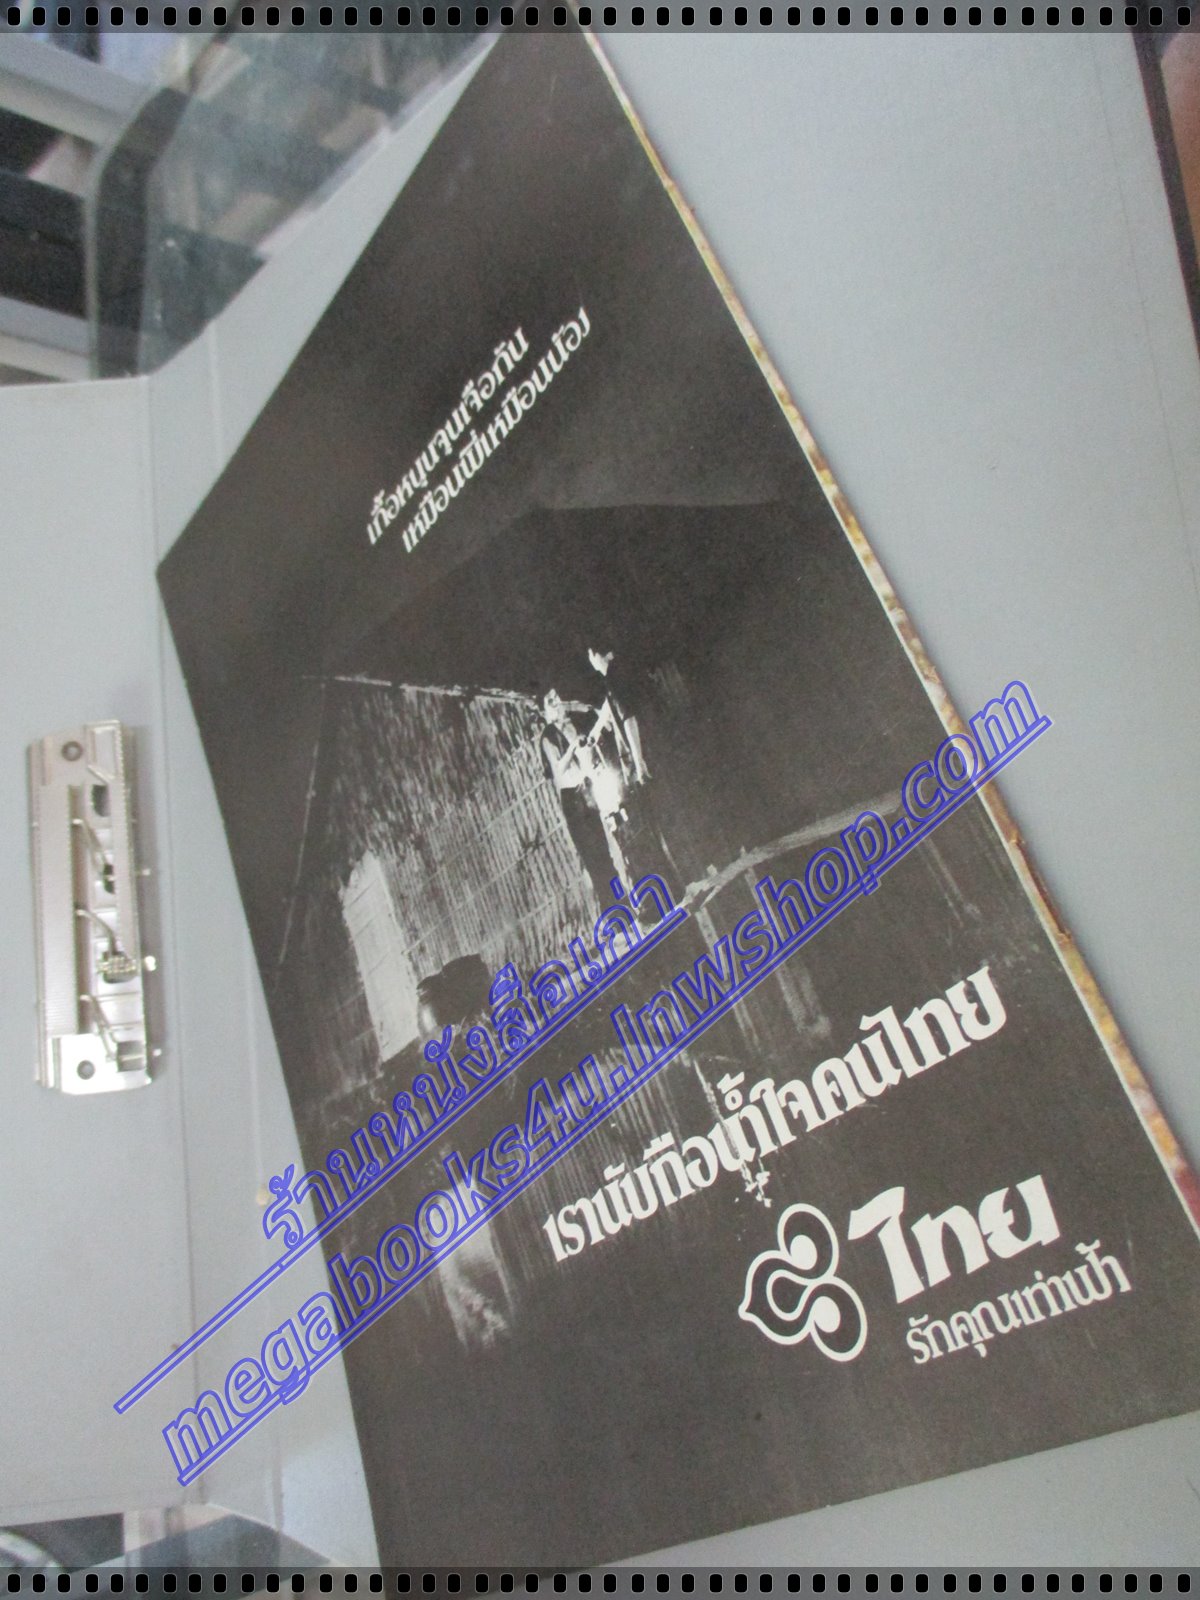 เกื้อหนุนจุนเจือกัน
เหมือนพี่เหมือนน้อง
ร้านหนังสือเก่า
megabooks4u.lnwshop.com
เรานับถือน้ำใจคนไทย
ไทย
รักคุณเท่าฟ้า